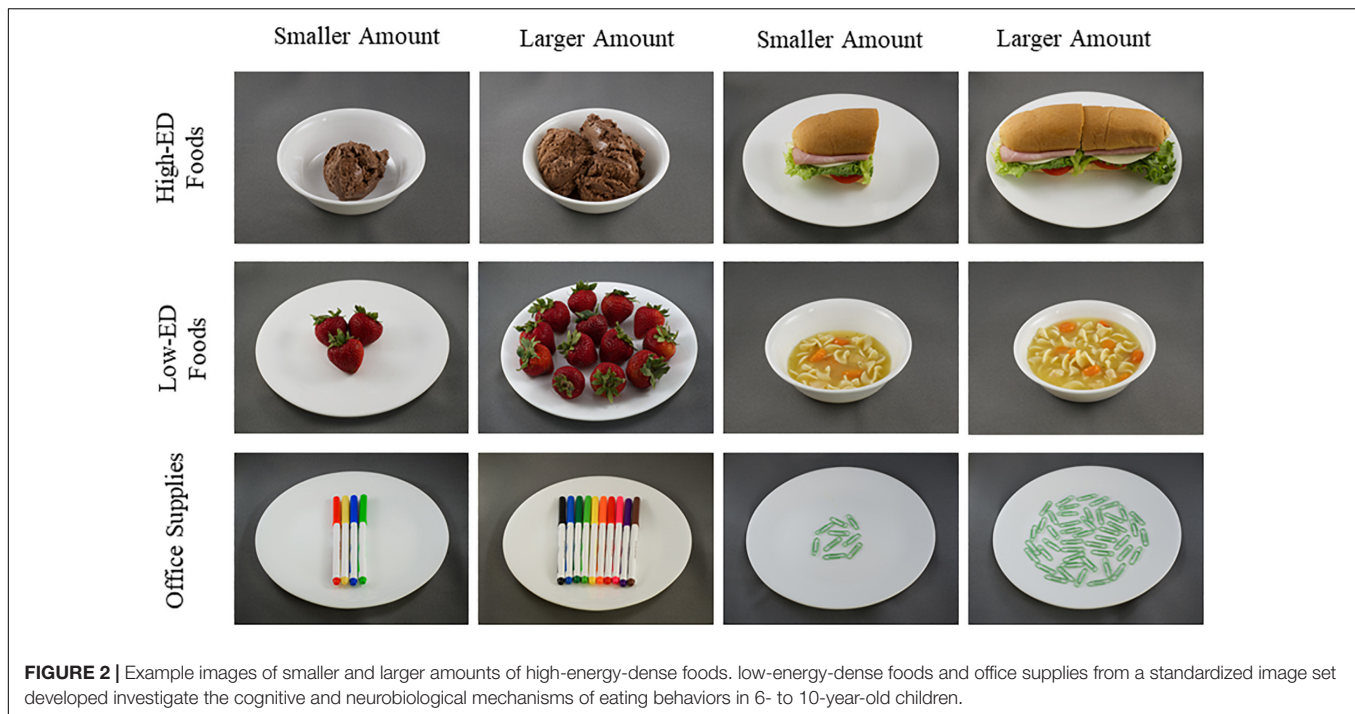 Smaller Amount
Larger Amount
Smaller Amount
Larger Amount
High-ED
Foods
Low-ED
Foods
Office Supplies
FIGURE 2 | Example images of smaller and larger amounts of high-energy-dense foods. low-energy-dense foods and office supplies from a standardized image set
developed investigate the cognitive and neurobiological mechanisms of eating behaviors in 6- to 10-year-old children.